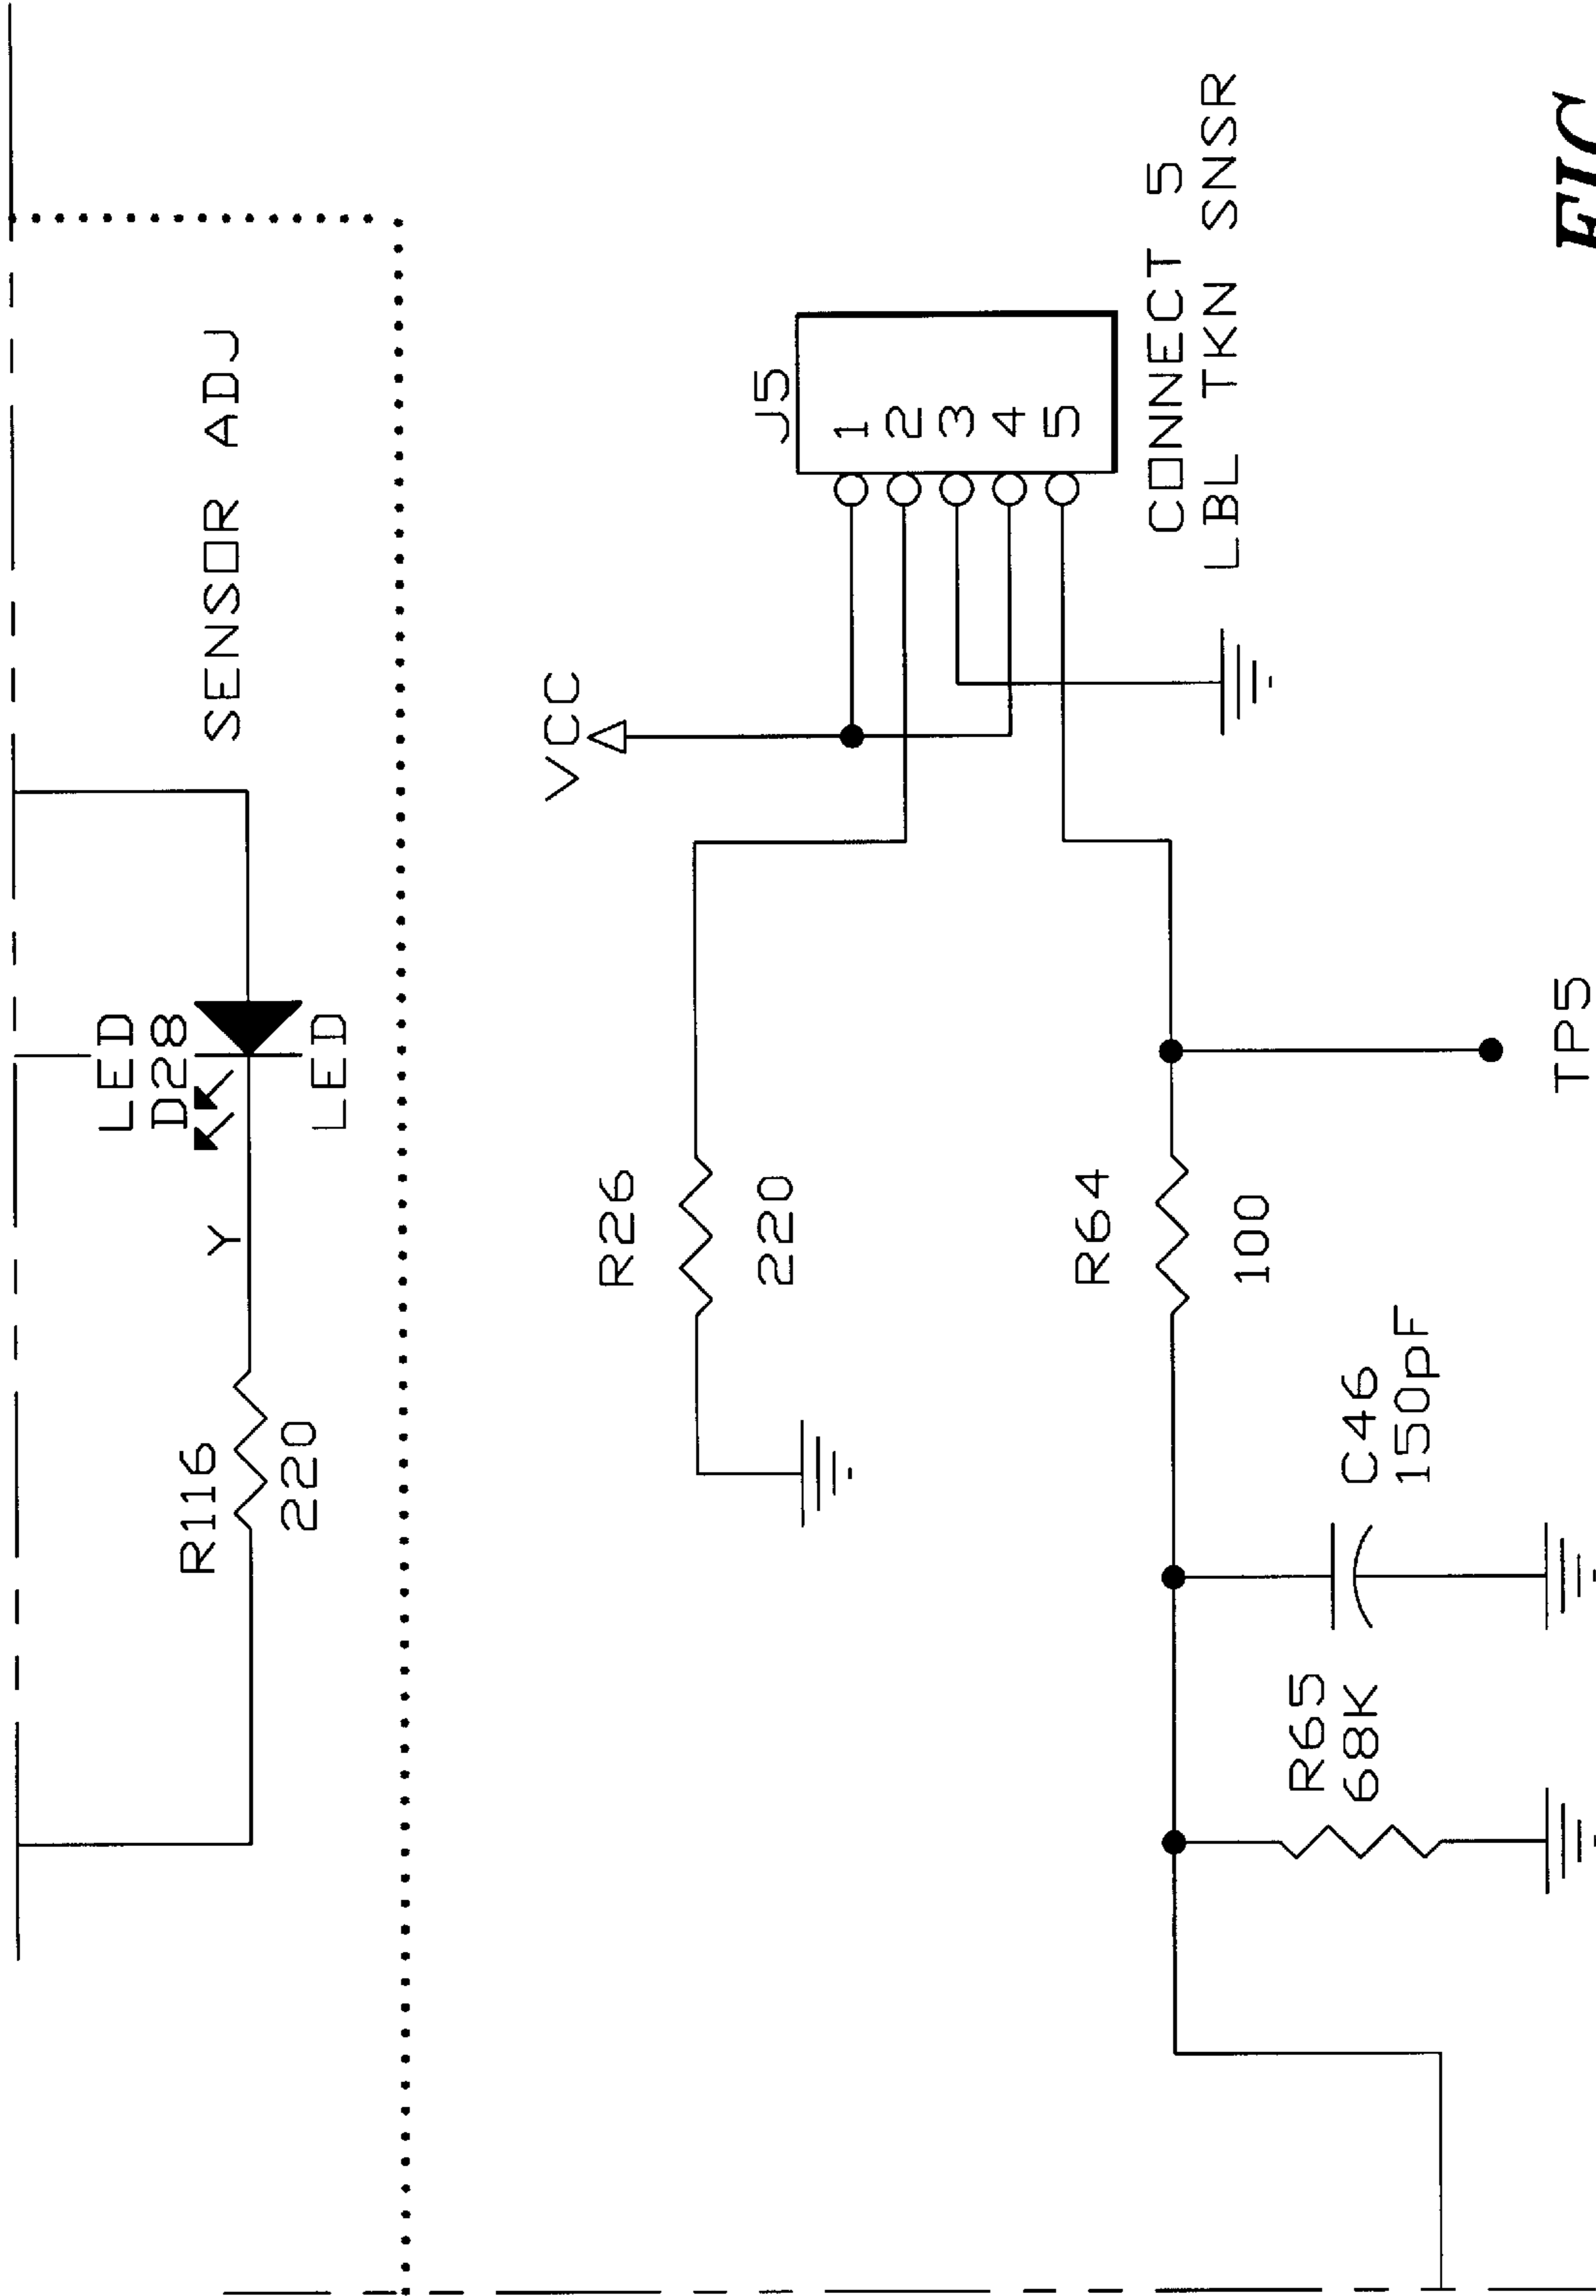 LED
D28
LED
SENSOR ADJ
Y
R116
220
VCC
J5
1
2
3
4
5
CONNECT 5
LBL TKN SNSR
R26
220
R64
100
TP5
C46
150pF
R65
68K